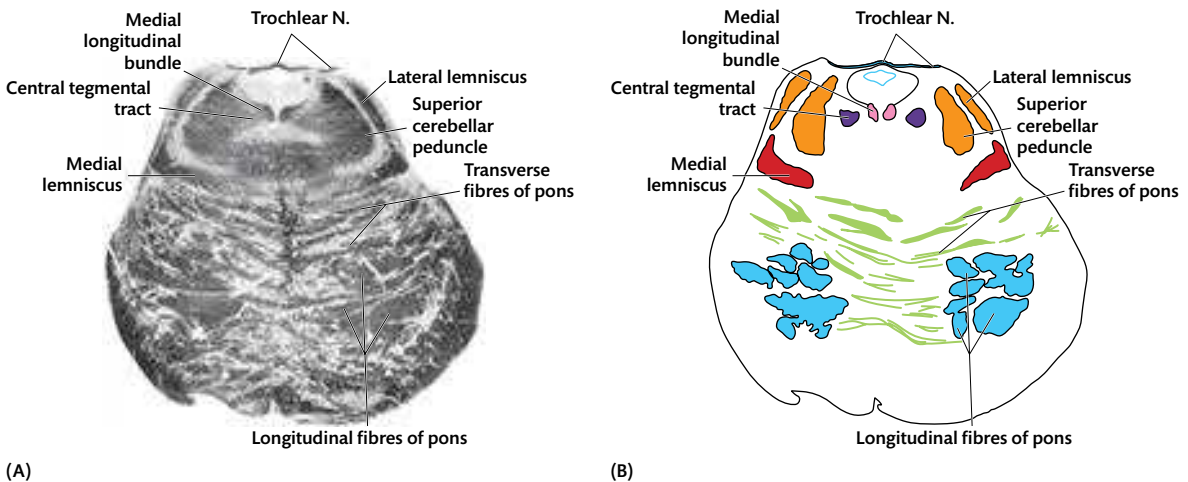 Medial
longitudinal
bundle
Trochlear N.
Central tegmental
tract
Lateral lemniscus
Superior
cerebellar
peduncle
Medial
lemniscus
Transverse
fibres of pons
Longitudinal fibres of pons
(A)
Medial
longitudinal
bundle
Trochlear N.
Central tegmental
tract
Lateral lemniscus
Superior
cerebellar
peduncle
Medial
lemniscus
Transverse
fibres of pons
Longitudinal fibres of pons
(B)